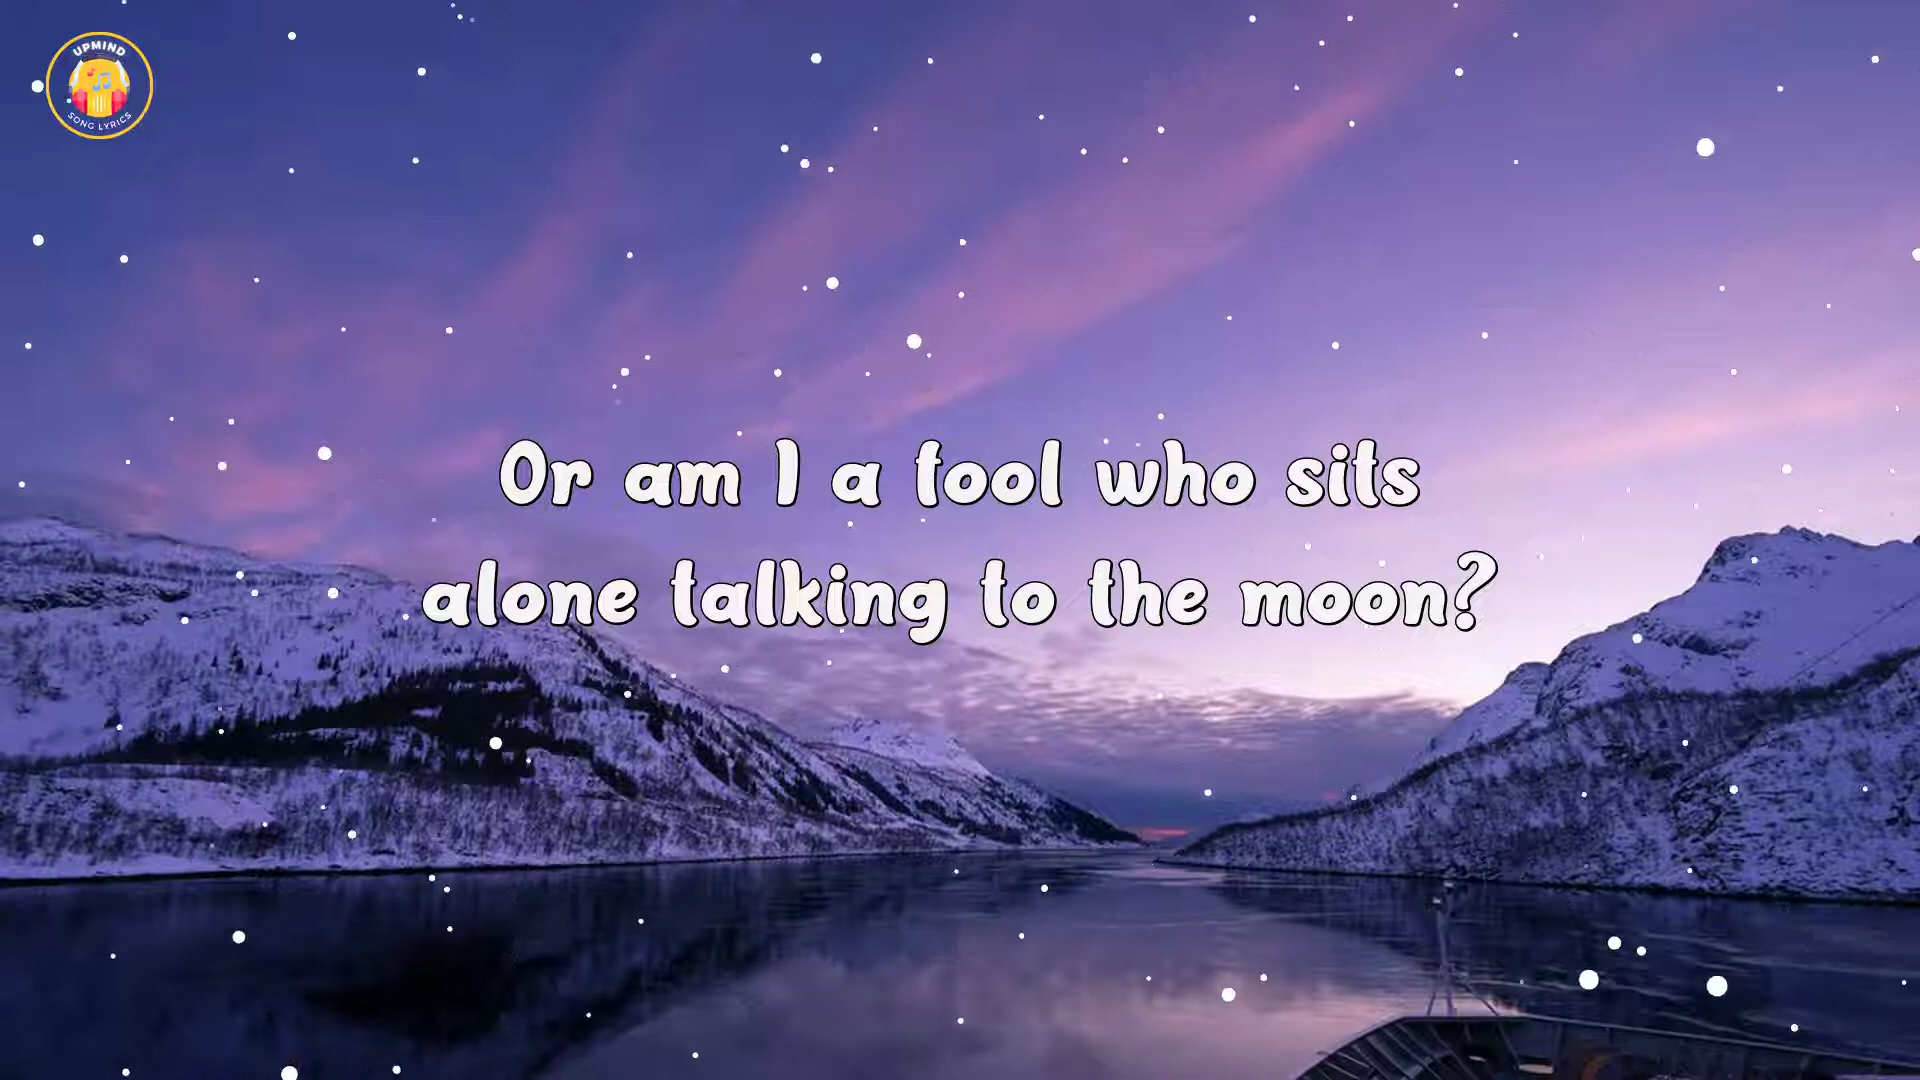 UPMIND
SONG LYRICS
Or am I a fool who sits
alone talking to the moon?